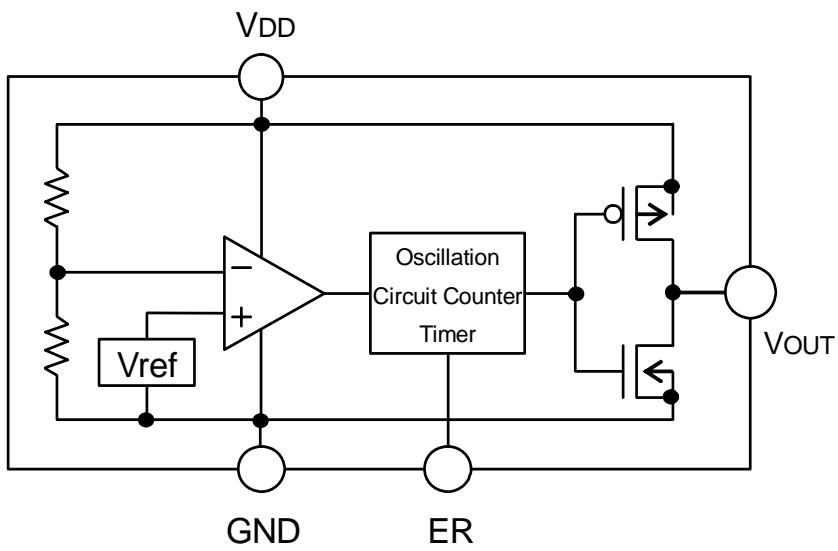 VDD
−
+
Oscillation
Circuit Counter
Timer
Vref
VOUT
GND
ER